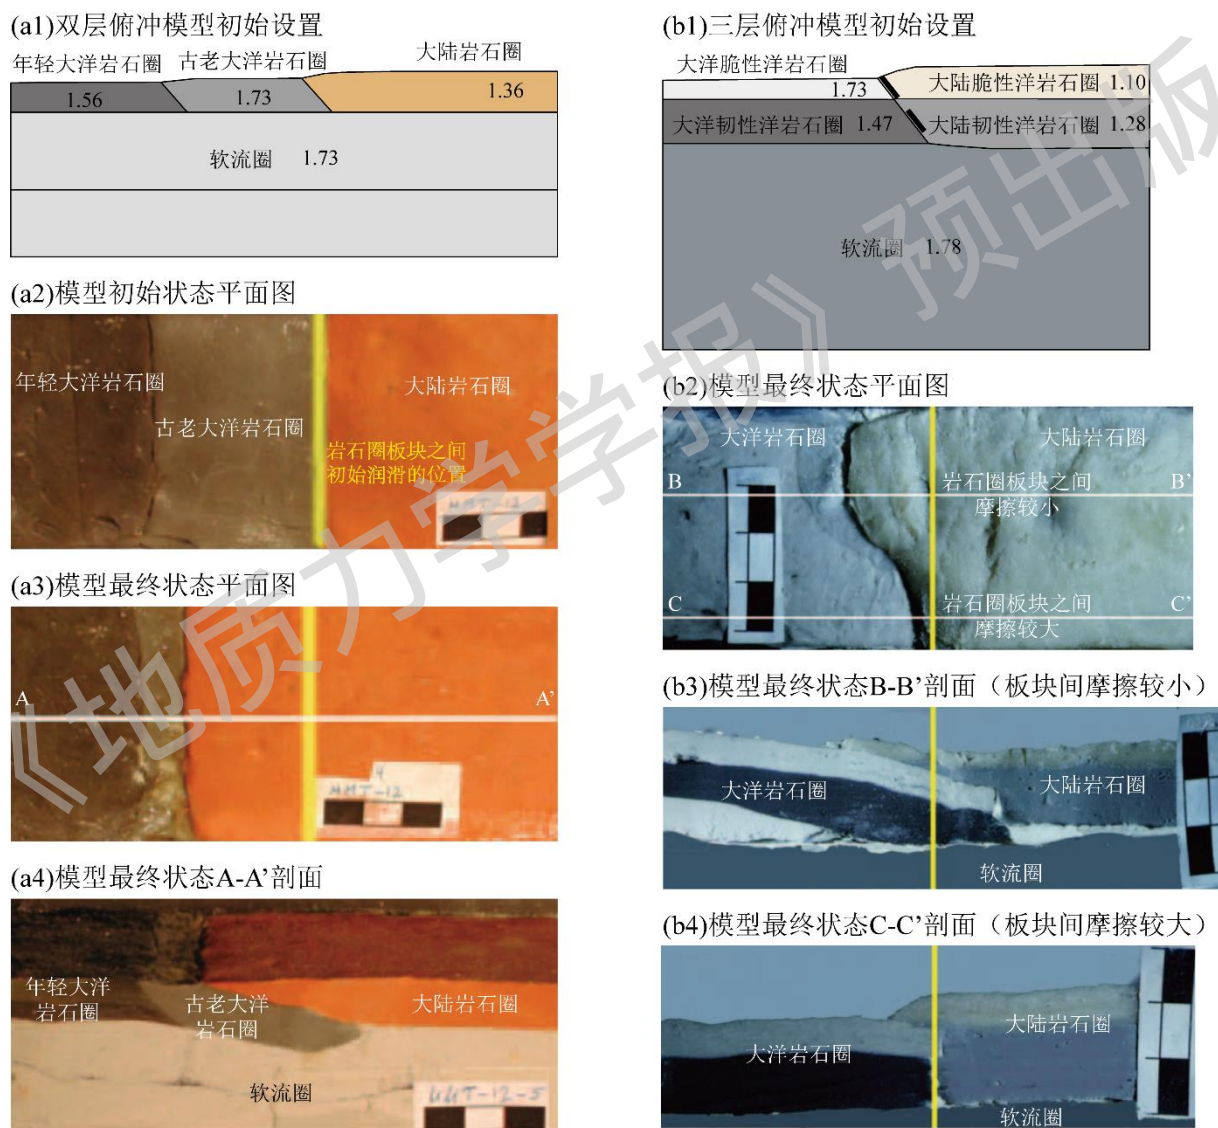 (a1)双层俯冲模型初始设置
年轻大洋岩石圈
古老大洋岩石圈
大陆岩石圈
1.56
1.73
1.36
软流圈 1.73
(a2)模型初始状态平面图
年轻大洋岩石圈
古老大洋岩石圈
大陆岩石圈
岩石圈板块之间
初始润滑的位置
MMT-12
(a3)模型最终状态平面图
A
A’
MMT-12
(a4)模型最终状态A-A’剖面
年轻大洋
岩石圈
古老大洋
岩石圈
大陆岩石圈
软流圈
MMT-12-5
(b1)三层俯冲模型初始设置
大洋脆性洋岩石圈
1.73
大陆脆性洋岩石圈 1.10
大洋韧性洋岩石圈 1.47
大陆韧性洋岩石圈 1.28
软流圈 1.78
(b2)模型最终状态平面图
大洋岩石圈
大陆岩石圈
B
B’
岩石圈板块之间
摩擦较小
C
C’
岩石圈板块之间
摩擦较大
(b3)模型最终状态B-B’剖面（板块间摩擦较小）
大洋岩石圈
大陆岩石圈
软流圈
(b4)模型最终状态C-C’剖面（板块间摩擦较大）
大陆岩石圈
大洋岩石圈
软流圈
《地质力学学报》预出版